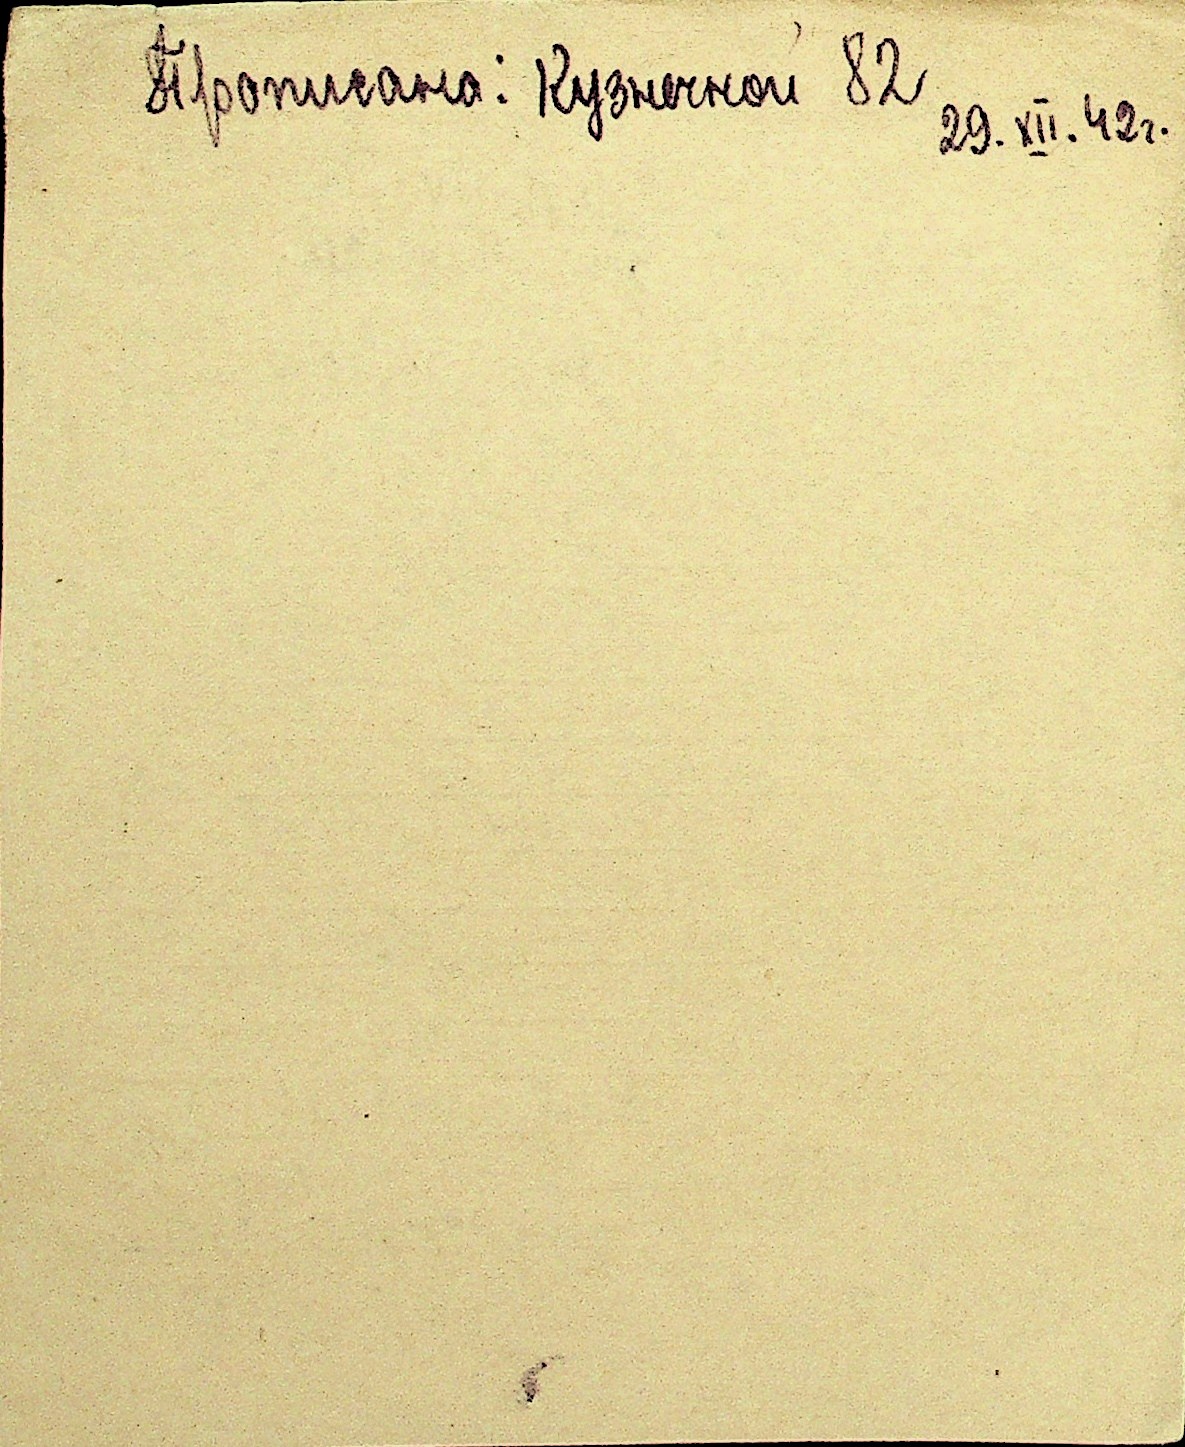 Прописана: Кузнечной 82
29. XII. 42г.